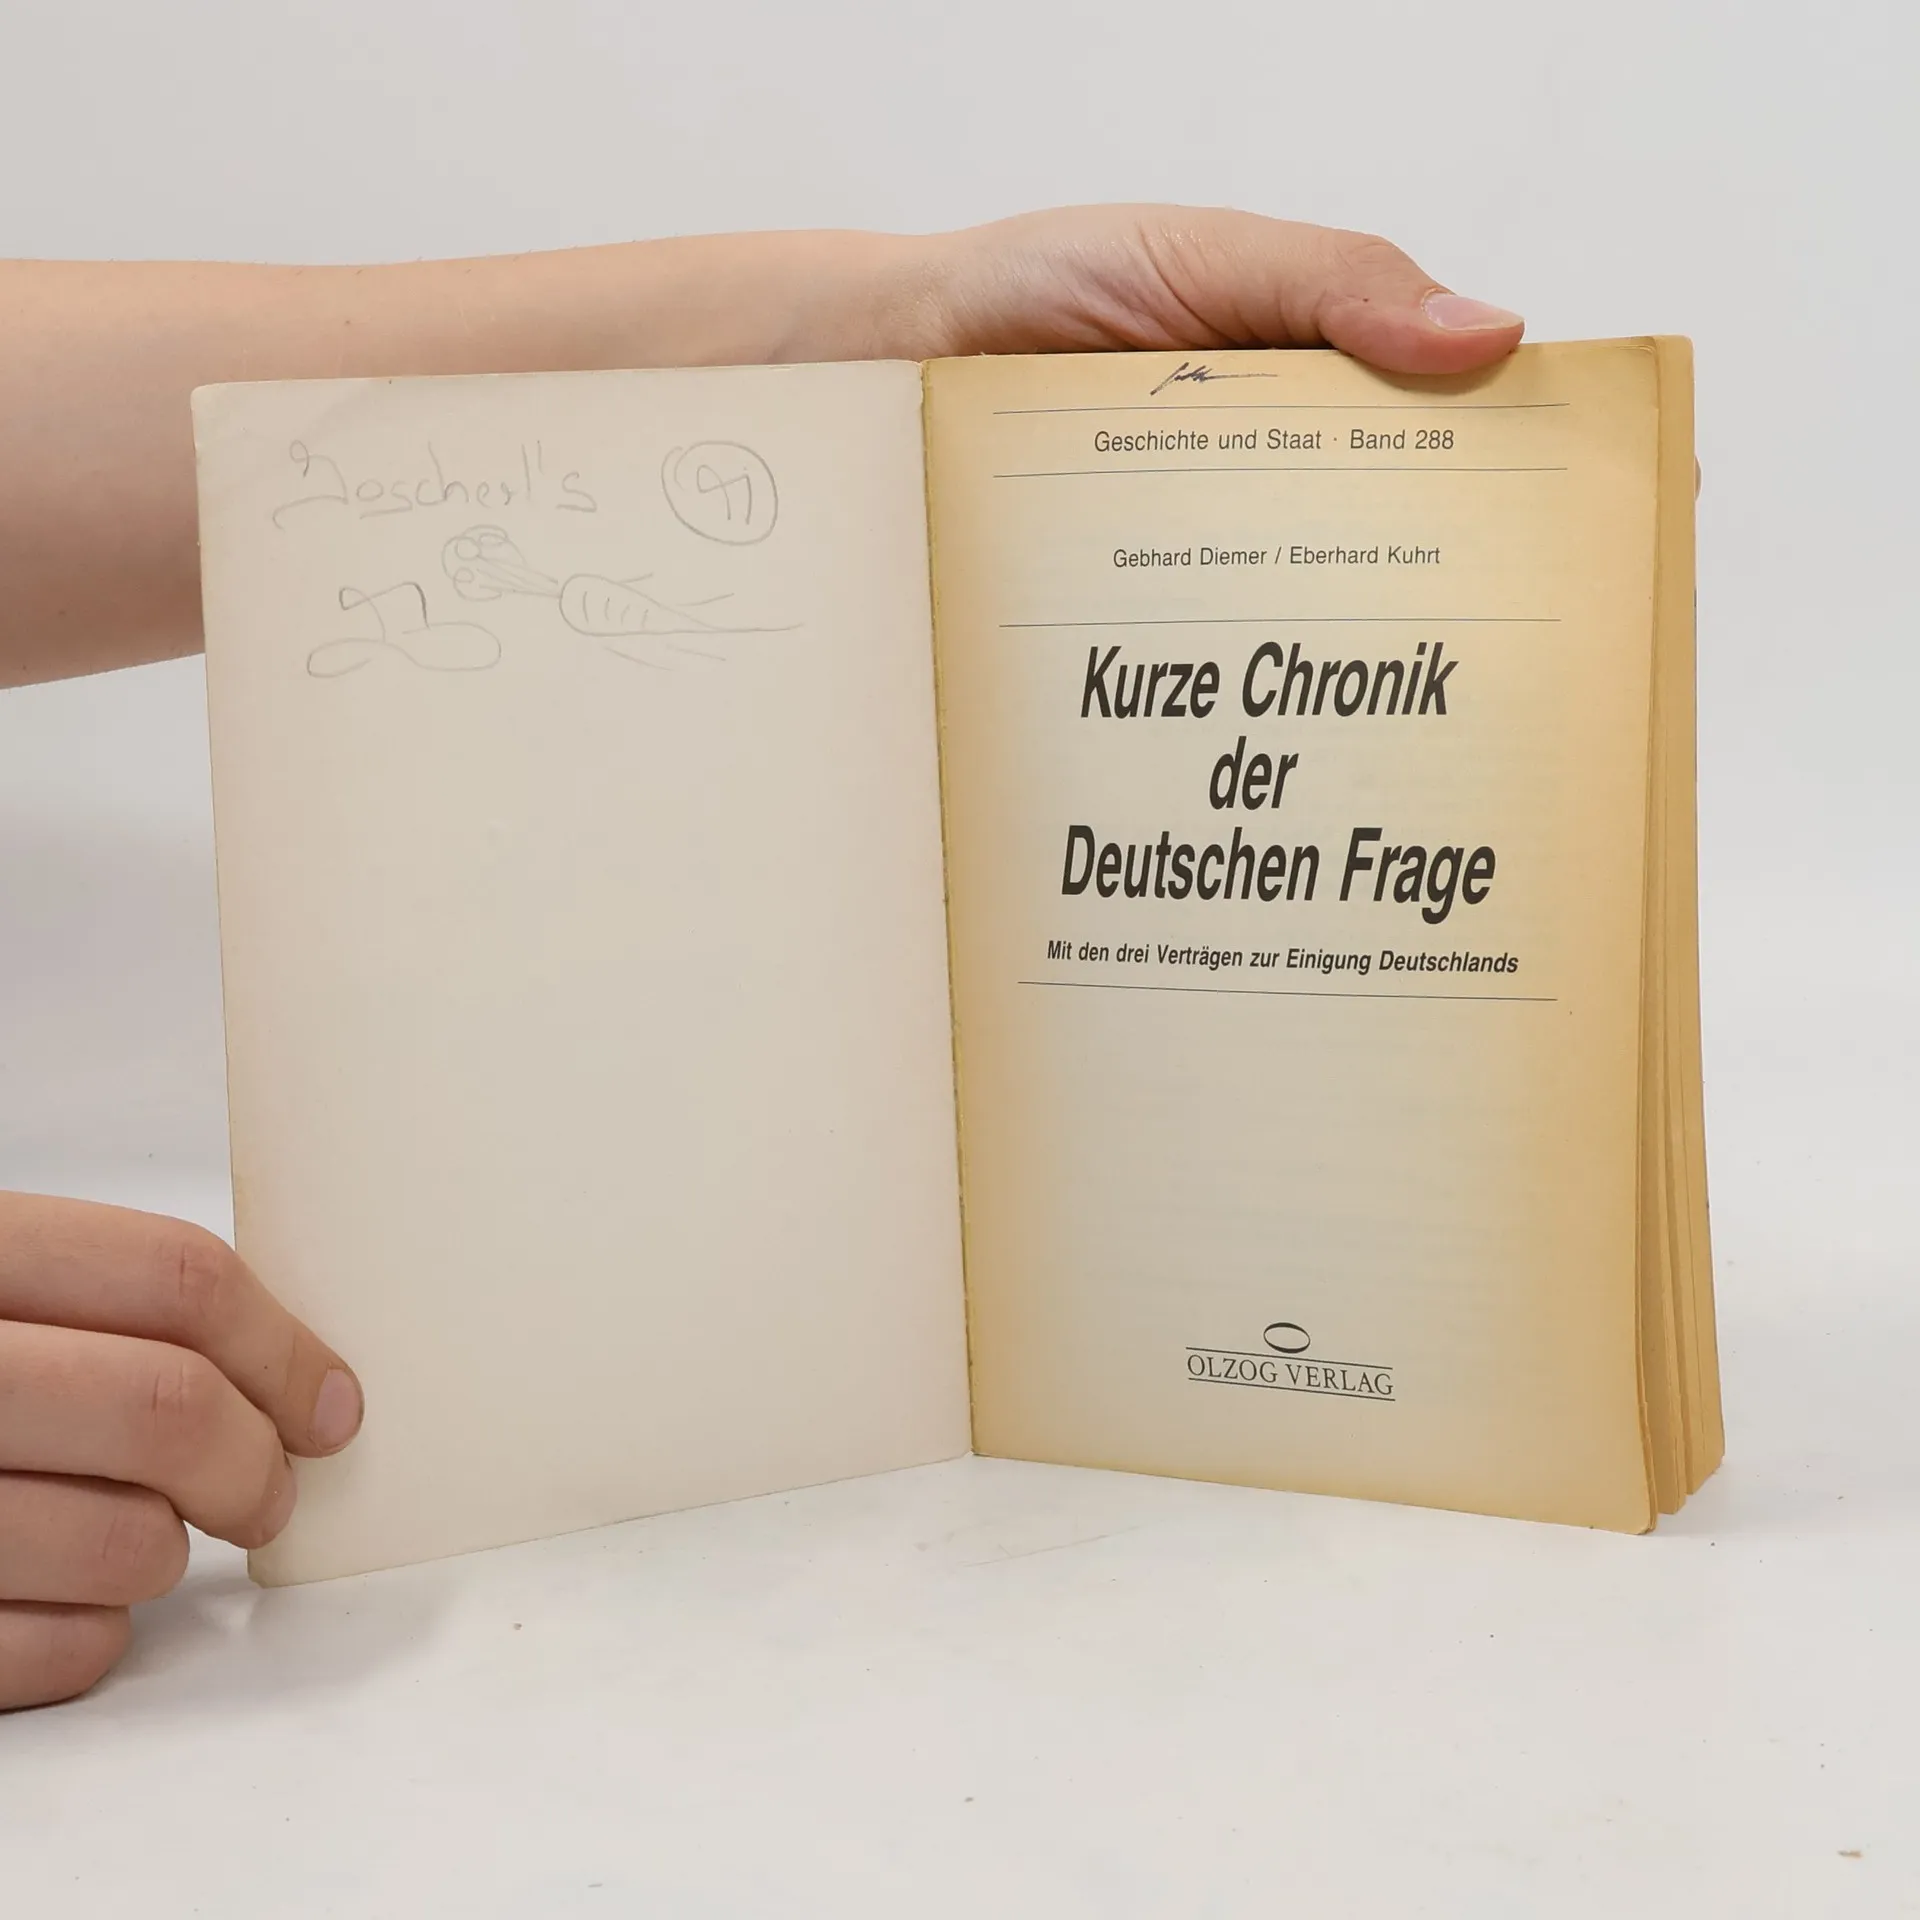 Geschichte und Staat · Band 288
Gebhard Diemer / Eberhard Kuhrt
Kurze Chronik
der
Deutschen Frage
Mit den drei Verträgen zur Einigung Deutschlands
OLZOG VERLAG